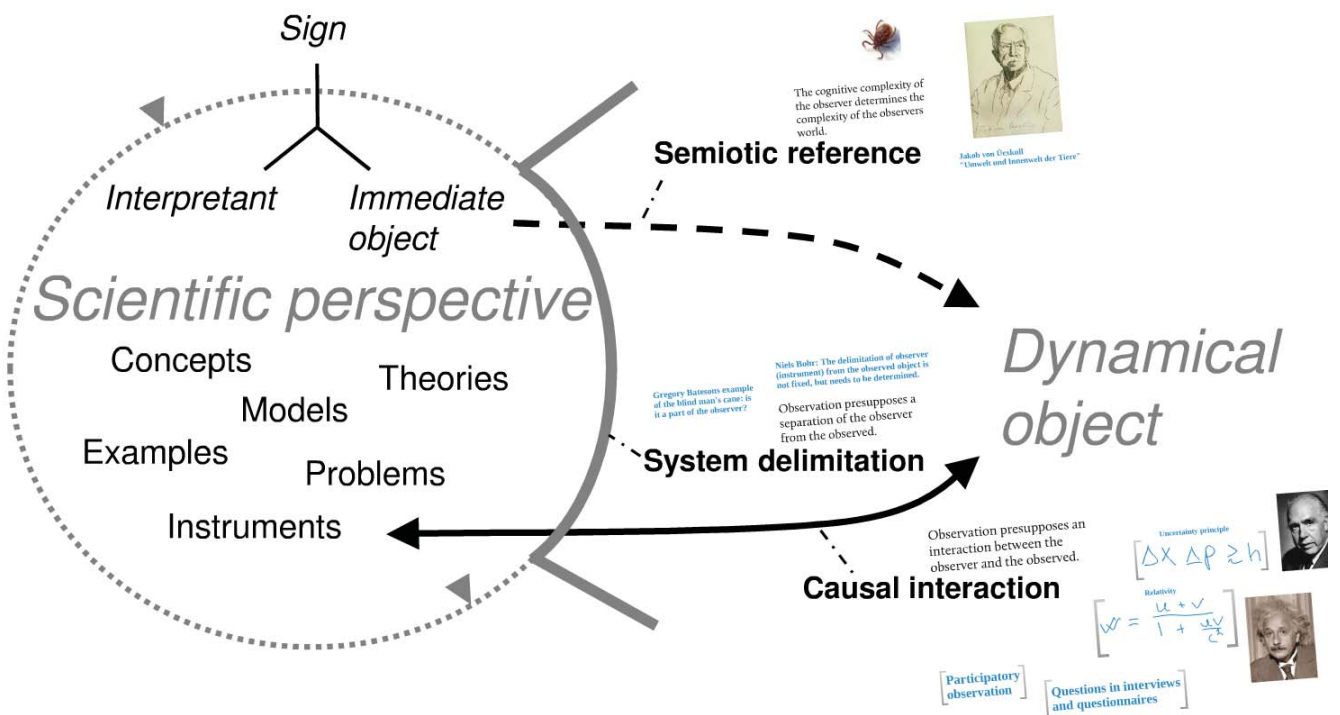 Sign
Interpretant
Immediate
object
Scientific perspective
Concepts
Theories
Models
Examples
Problems
Instruments
The cognitive complexity of
the observer determines the
complexity of the observers
world.
Semiotic reference
Jakob von Üeskull
"Umwelt und Innenwelt der Tiere"
Dynamical
object
Gregory Batesons example
of the blind man's cane: is
it a part of the observer?
Niels Bohr: The delimitation of observer
(instrument) from the observed object is
not fixed, but needs to be determined.
Observation presupposes a
separation of the observer
from the observed.
System delimitation
Observation presupposes an
interaction between the
observer and the observed.
Causal interaction
Uncertainty principle
[Δx Δp ≥ h]
Relativity
w = u + v
1 + uv
c²
Participatory
observation
Questions in interviews
and questionnaires